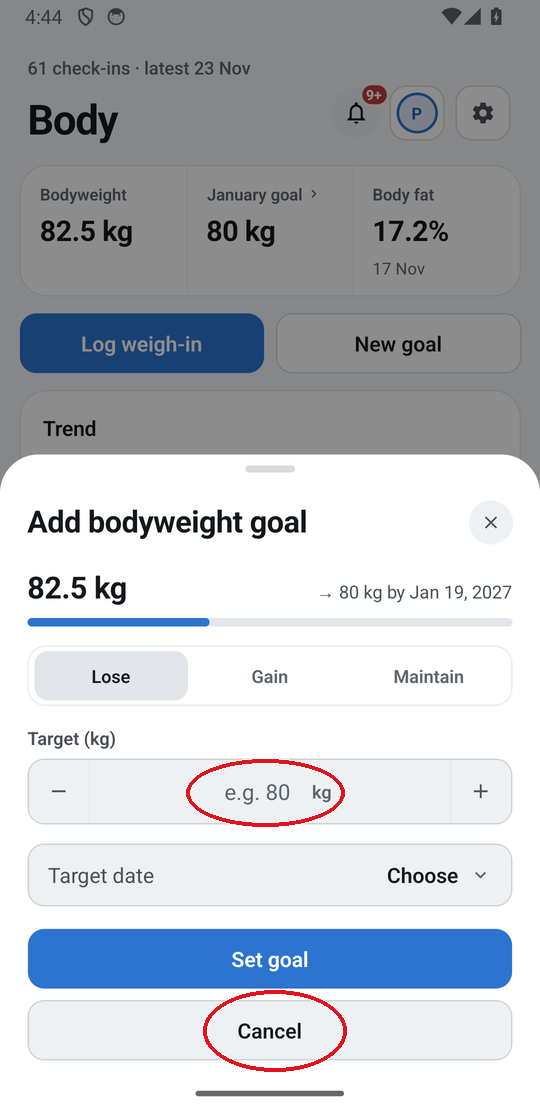 4:44
61 check-ins · latest 23 Nov
Body
9+
P
Bodyweight
82.5 kg
January goal
80 kg
Body fat
17.2%
17 Nov
Log weigh-in
New goal
Trend
Add bodyweight goal
82.5 kg
→ 80 kg by Jan 19, 2027
Lose
Gain
Maintain
Target (kg)
− e.g. 80 kg +
Target date
Choose
Set goal
Cancel